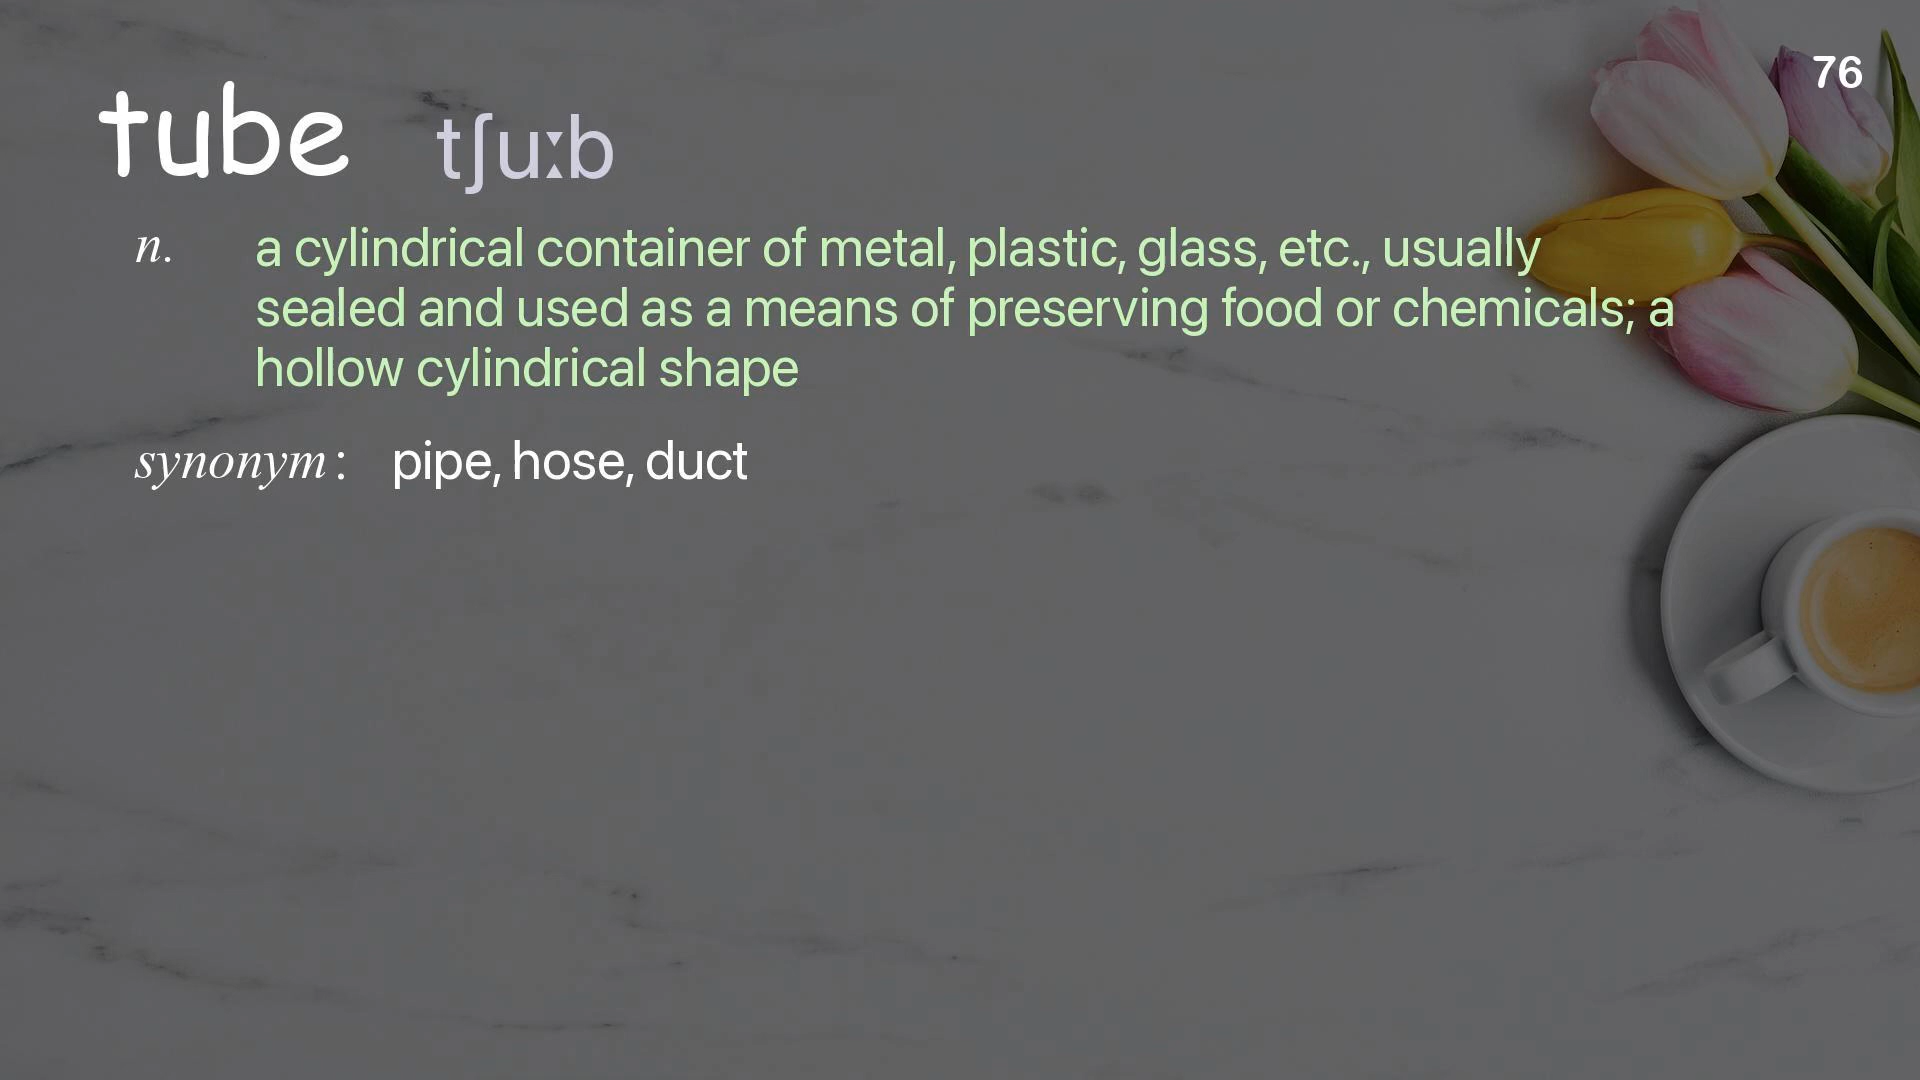 76
tube tʃuːb
n. a cylindrical container of metal, plastic, glass, etc., usually
sealed and used as a means of preserving food or chemicals; a
hollow cylindrical shape
synonym: pipe, hose, duct